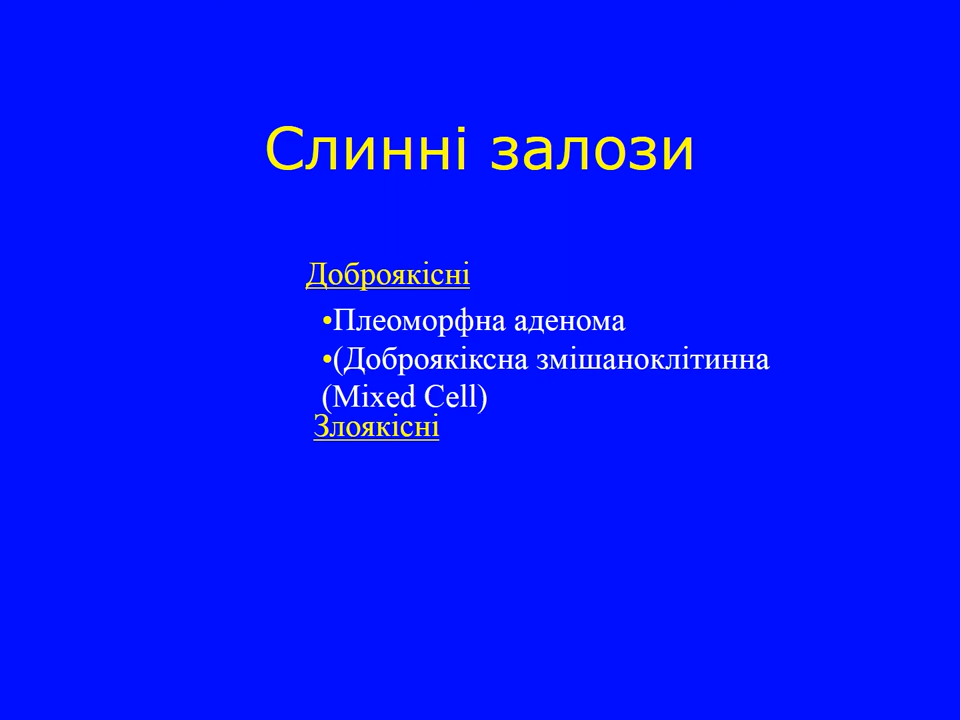 Слинні залози
Доброякісні
•Плеоморфна аденома
•(Доброякіксна змішаноклітинна
(Mixed Cell)
Злоякісні